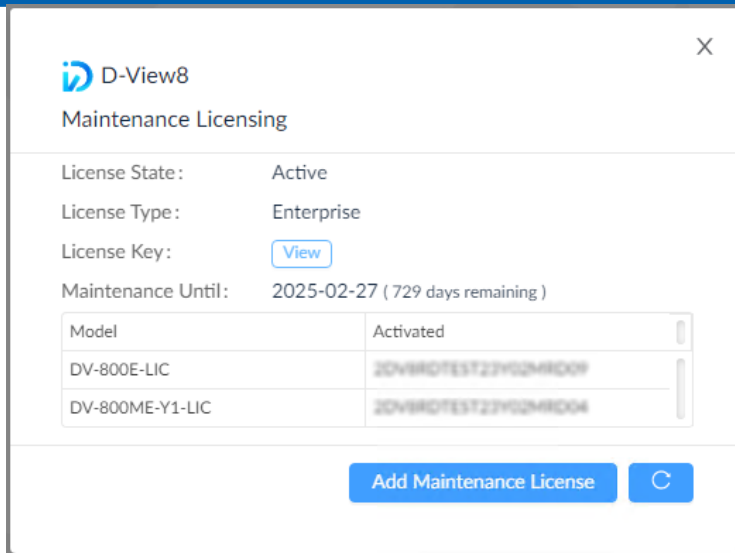 D-View8
Maintenance Licensing
License State: Active
License Type: Enterprise
License Key: View
Maintenance Until: 2025-02-27 ( 729 days remaining )
Model Activated
DV-800E-LIC
DV-800ME-Y1-LIC
Add Maintenance License